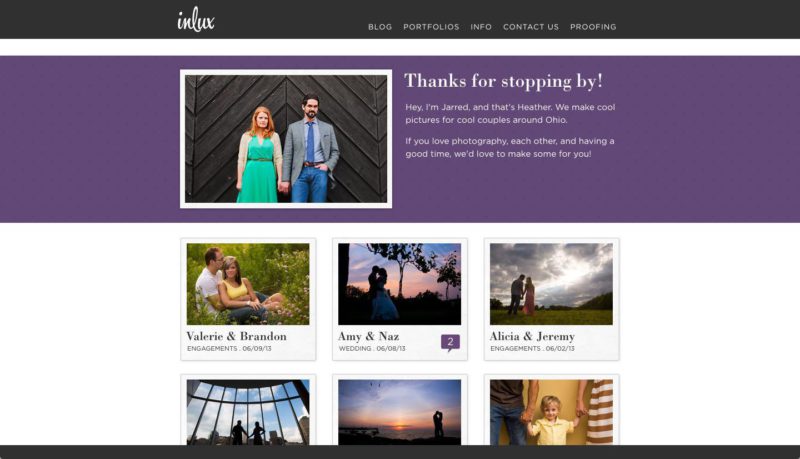 inlux
BLOG PORTFOLIOS INFO CONTACT US PROOFING
Thanks for stopping by!
Hey, I'm Jarred, and that's Heather. We make cool
pictures for cool couples around Ohio.
If you love photography, each other, and having a
good time, we'd love to make some for you!
Valerie & Brandon
ENGAGEMENTS . 06/09/13
Amy & Naz
WEDDING . 06/08/13
2
Alicia & Jeremy
ENGAGEMENTS . 06/02/13